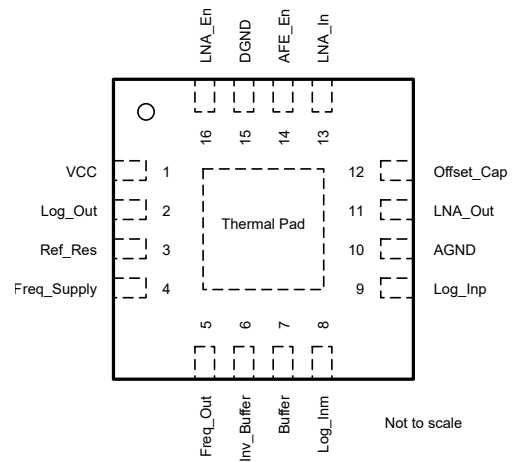 LNA_En
DGND
AFE_En
LNA_In
16
15
14
13
VCC 1
12 Offset_Cap
Log_Out 2
11 LNA_Out
Thermal Pad
Ref_Res 3
10 AGND
Freq_Supply 4
9 Log_Inp
5
6
7
8
Freq_Out
Inv_Buffer
Buffer
Log_Inm
Not to scale